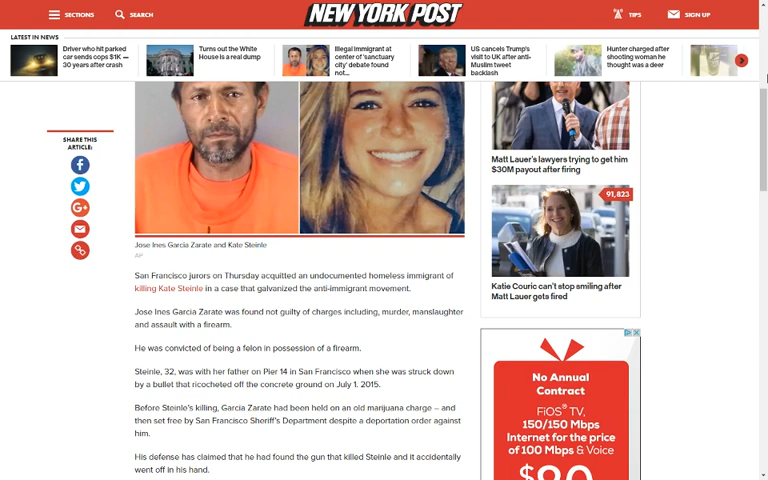 SECTIONS
SEARCH
NEW YORK POST
TIPS
SIGN UP
LATEST IN NEWS
Driver who hit parked
car sends cops $1K —
30 years after crash
Turns out the White
House is a real dump
Illegal immigrant at
center of 'sanctuary
city' debate found
not...
US cancels Trump's
visit to UK after anti-
Muslim tweet
backlash
Hunter charged after
shooting woman he
thought was a deer
SHARE THIS
ARTICLE:
Jose Ines Garcia Zarate and Kate Steinle
AP
San Francisco jurors on Thursday acquitted an undocumented homeless immigrant of
killing Kate Steinle in a case that galvanized the anti-immigrant movement.
Jose Ines Garcia Zarate was found not guilty of charges including, murder, manslaughter
and assault with a firearm.
He was convicted of being a felon in possession of a firearm.
Steinle, 32, was with her father on Pier 14 in San Francisco when she was struck down
by a bullet that ricocheted off the concrete ground on July 1, 2015.
Before Steinle's killing, Garcia Zarate had been held on an old marijuana charge – and
then set free by San Francisco Sheriff's Department despite a deportation order against
him.
His defense has claimed that he had found the gun that killed Steinle and it accidentally
went off in his hand.
Matt Lauer's lawyers trying to get him
$30M payout after firing
91,823
Katie Couric can't stop smiling after
Matt Lauer gets fired
No Annual
Contract
FiOS® TV,
150/150 Mbps
Internet for the price
of 100 Mbps & Voice